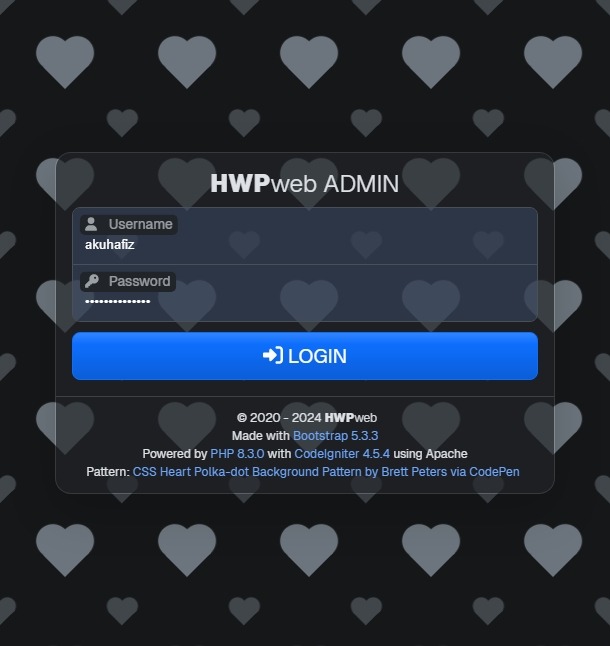 HWPweb ADMIN
Username
akuhafiz
Password
••••••••••••••
LOGIN
© 2020 - 2024 HWPweb
Made with Bootstrap 5.3.3
Powered by PHP 8.3.0 with CodeIgniter 4.5.4 using Apache
Pattern: CSS Heart Polka-dot Background Pattern by Brett Peters via CodePen